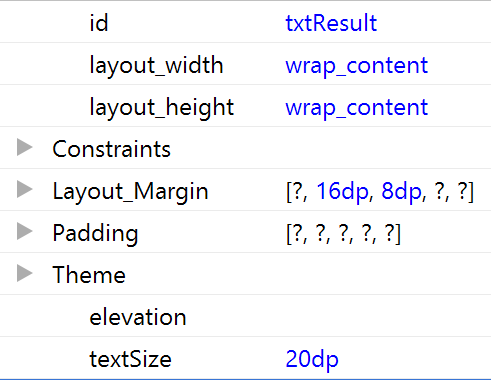 id txtResult
layout_width wrap_content
layout_height wrap_content
Constraints
Layout_Margin [?, 16dp, 8dp, ?, ?]
Padding [?, ?, ?, ?, ?]
Theme
elevation
textSize 20dp